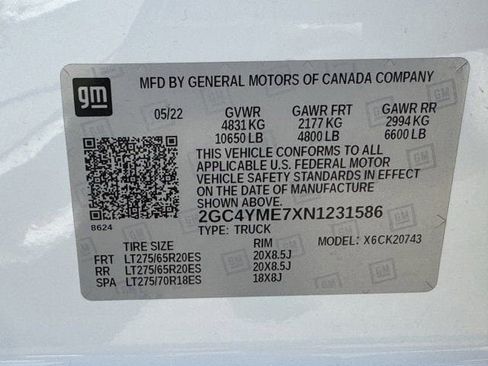 gm
MFD BY GENERAL MOTORS OF CANADA COMPANY
05/22 GVWR GAWR FRT GAWR RR
4831 KG 2177 KG 2994 KG
10650 LB 4800 LB 6600 LB
THIS VEHICLE CONFORMS TO ALL
APPLICABLE U.S. FEDERAL MOTOR
VEHICLE SAFETY STANDARDS IN EFFECT
ON THE DATE OF MANUFACTURE
SHOWN ABOVE.
8624
2GC4YME7XN1231586
TYPE: TRUCK MODEL: X6CK20743
TIRE SIZE RIM
FRT LT275/65R20ES 20X8.5J
RR LT275/65R20ES 20X8.5J
SPA LT275/70R18ES 18X8J